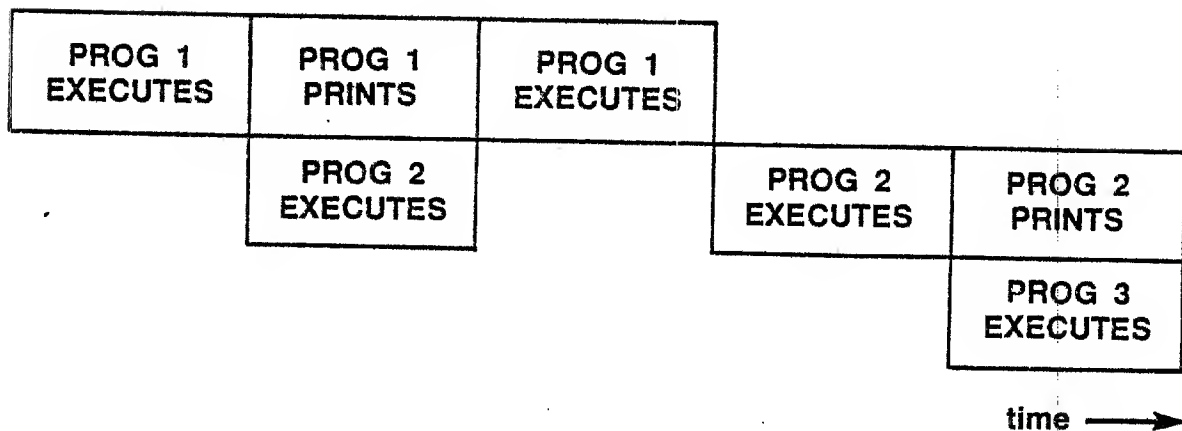 PROG 1
EXECUTES
PROG 1
PRINTS
PROG 1
EXECUTES
PROG 2
EXECUTES
PROG 2
EXECUTES
PROG 2
PRINTS
PROG 3
EXECUTES
time